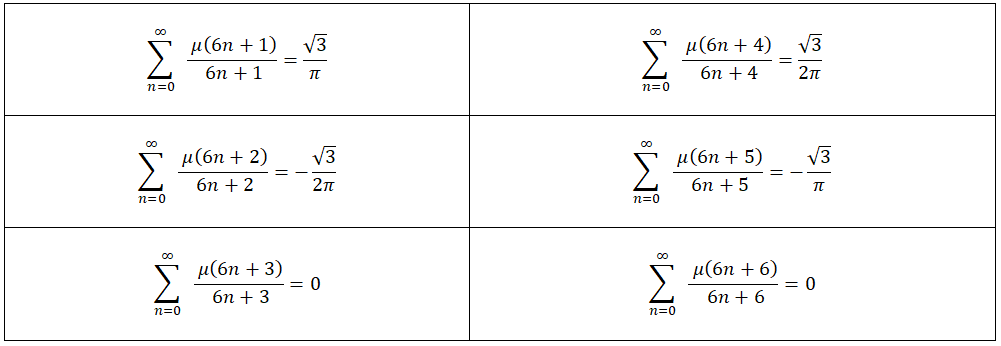 $\sum_{n=0}^{\infty} \frac{\mu(6n+1)}{6n+1} = \frac{\sqrt{3}}{\pi}$
$\sum_{n=0}^{\infty} \frac{\mu(6n+4)}{6n+4} = \frac{\sqrt{3}}{2\pi}$
$\sum_{n=0}^{\infty} \frac{\mu(6n+2)}{6n+2} = -\frac{\sqrt{3}}{2\pi}$
$\sum_{n=0}^{\infty} \frac{\mu(6n+5)}{6n+5} = -\frac{\sqrt{3}}{\pi}$
$\sum_{n=0}^{\infty} \frac{\mu(6n+3)}{6n+3} = 0$
$\sum_{n=0}^{\infty} \frac{\mu(6n+6)}{6n+6} = 0$